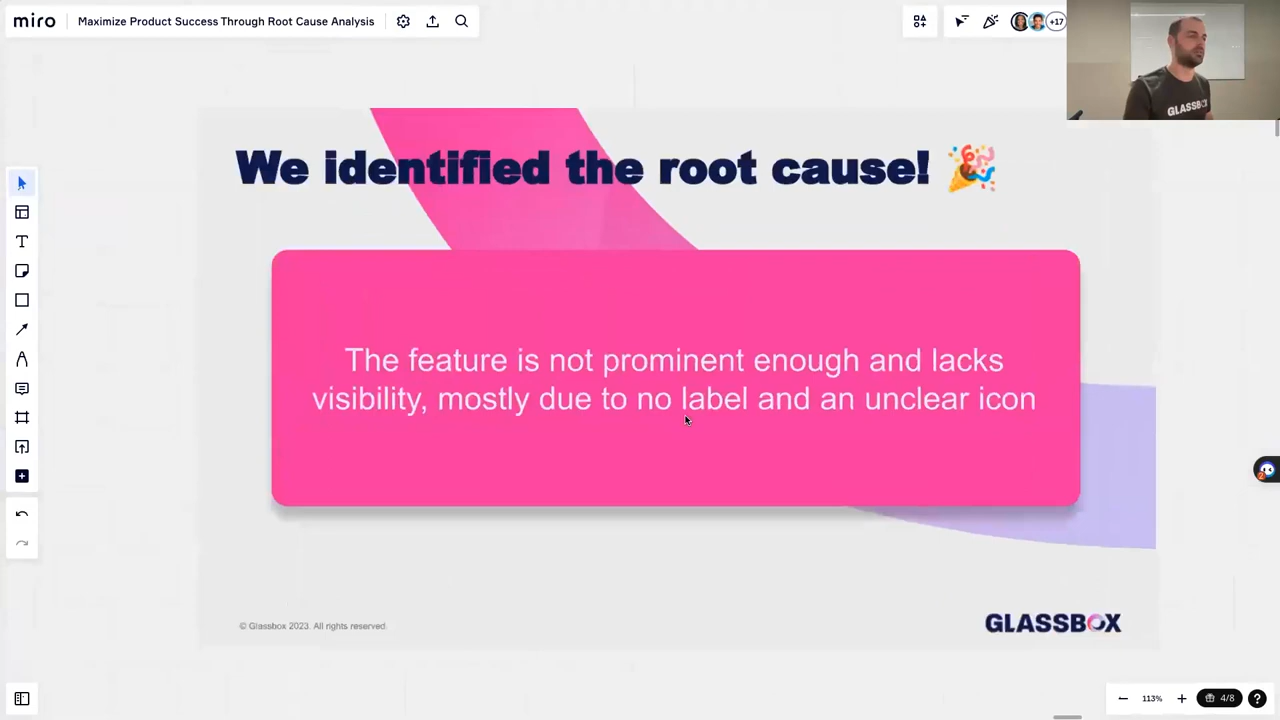 miro
Maximize Product Success Through Root Cause Analysis
+17
GLASSBOX
We identified the root cause!
The feature is not prominent enough and lacks
visibility, mostly due to no label and an unclear icon
© Glassbox 2023. All rights reserved.
GLASSBOX
113%
4/8